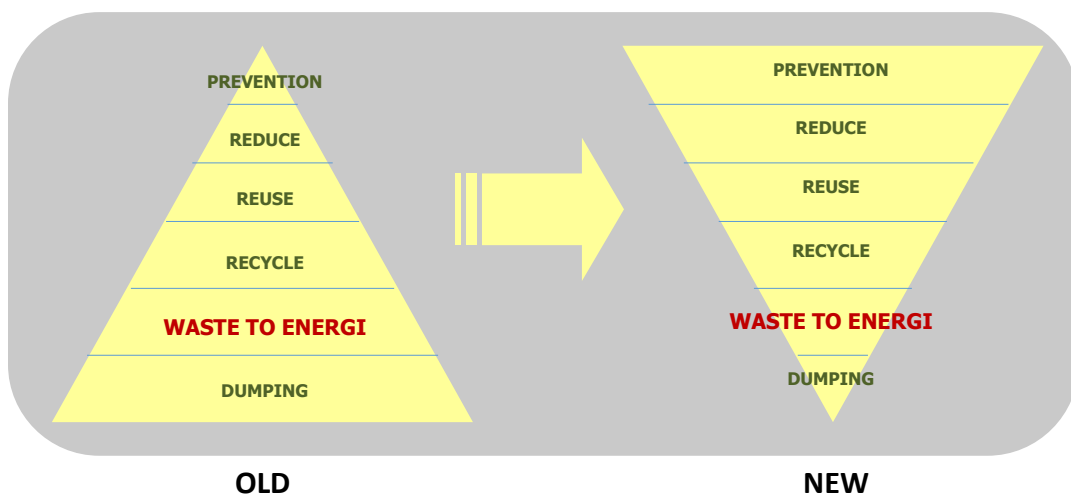 PREVENTION
REDUCE
REUSE
RECYCLE
WASTE TO ENERGI
DUMPING
OLD
PREVENTION
REDUCE
REUSE
RECYCLE
WASTE TO ENERGI
DUMPING
NEW